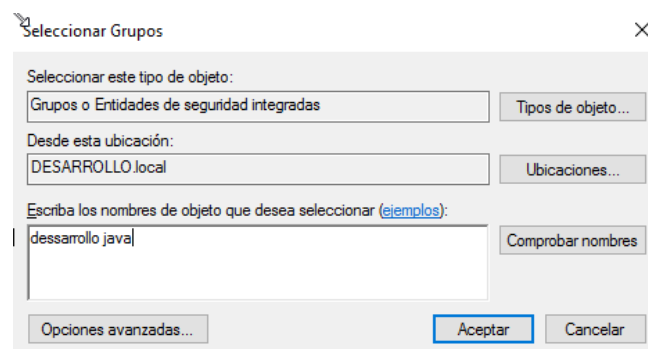 Seleccionar Grupos
Seleccionar este tipo de objeto:
Grupos o Entidades de seguridad integradas
Tipos de objeto...
Desde esta ubicación:
DESARROLLO.local
Ubicaciones...
Escriba los nombres de objeto que desea seleccionar (ejemplos):
dessarrollo java
Comprobar nombres
Opciones avanzadas...
Aceptar
Cancelar